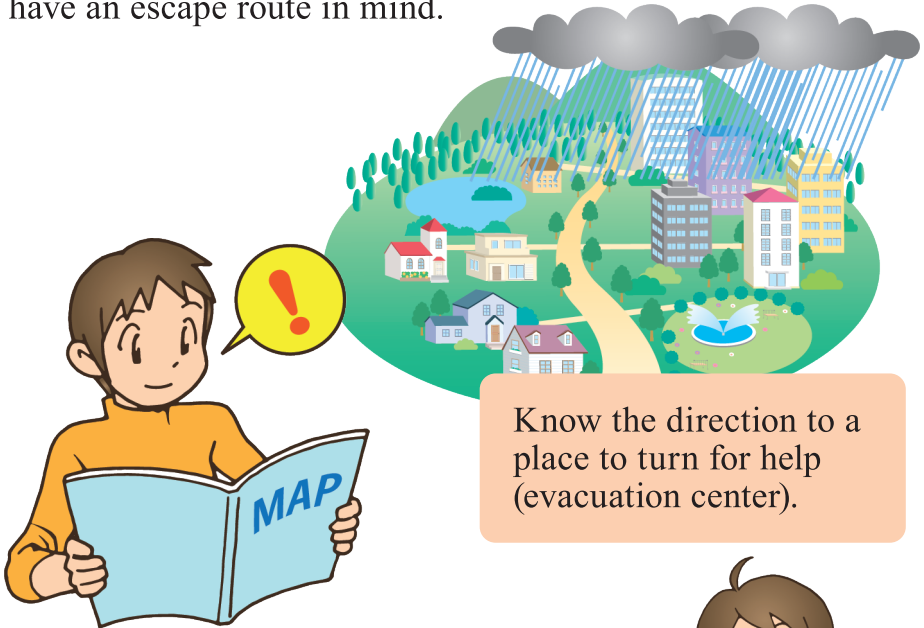 have an escape route in mind.
MAP
Know the direction to a
place to turn for help
(evacuation center).